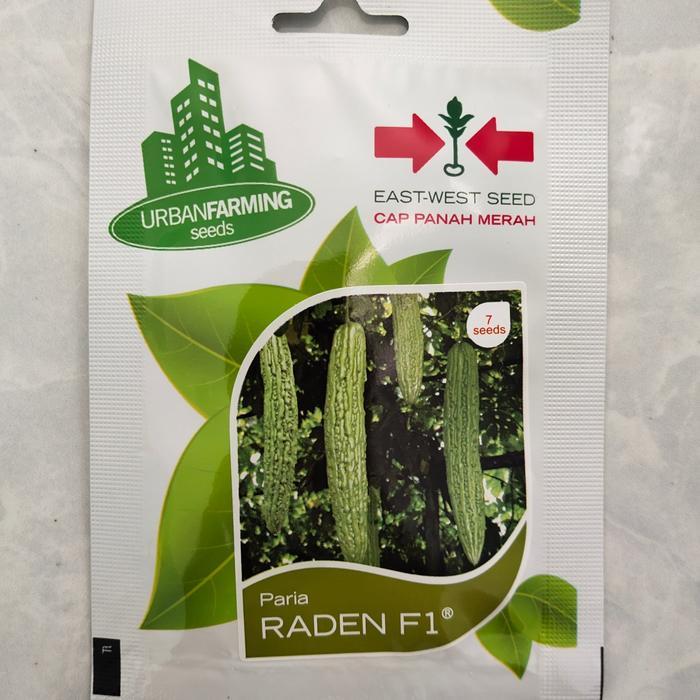 URBANFARMING
seeds
EAST-WEST SEED
CAP PANAH MERAH
7
seeds
Paria
RADEN F1®